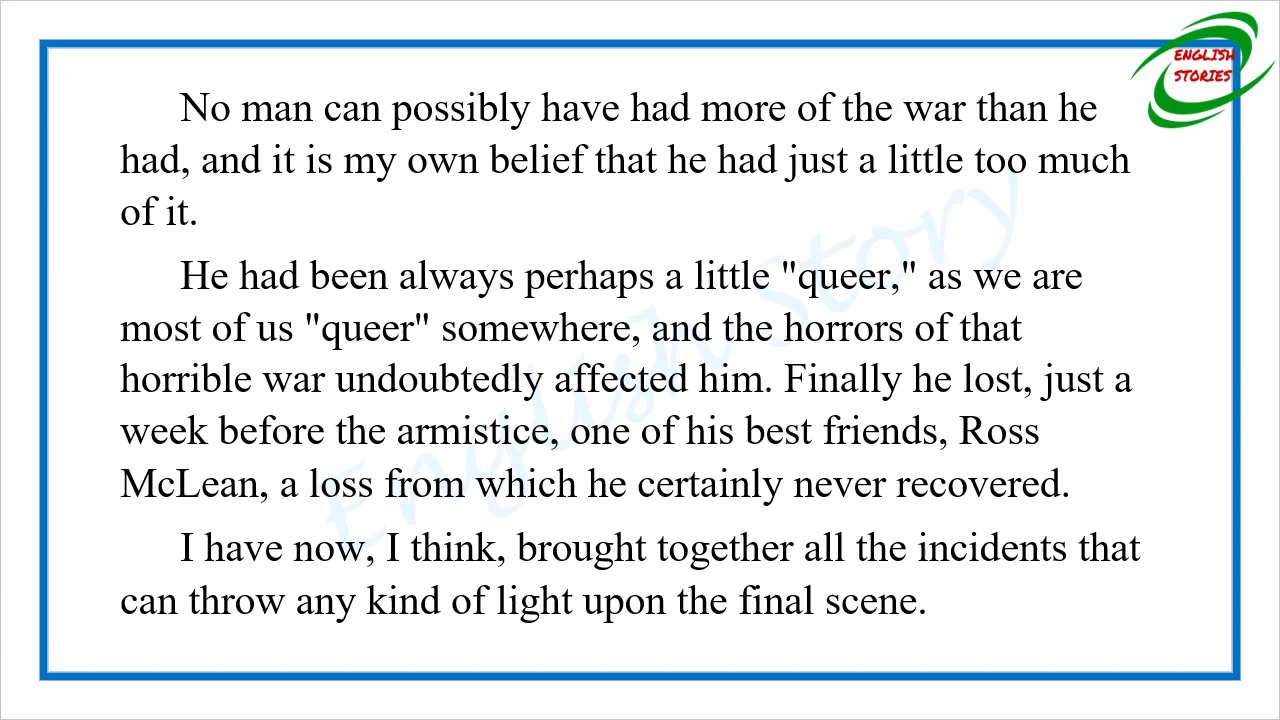 ENGLISH
STORIES
No man can possibly have had more of the war than he
had, and it is my own belief that he had just a little too much
of it.
He had been always perhaps a little "queer," as we are
most of us "queer" somewhere, and the horrors of that
horrible war undoubtedly affected him. Finally he lost, just a
week before the armistice, one of his best friends, Ross
McLean, a loss from which he certainly never recovered.
I have now, I think, brought together all the incidents that
can throw any kind of light upon the final scene.
English Story